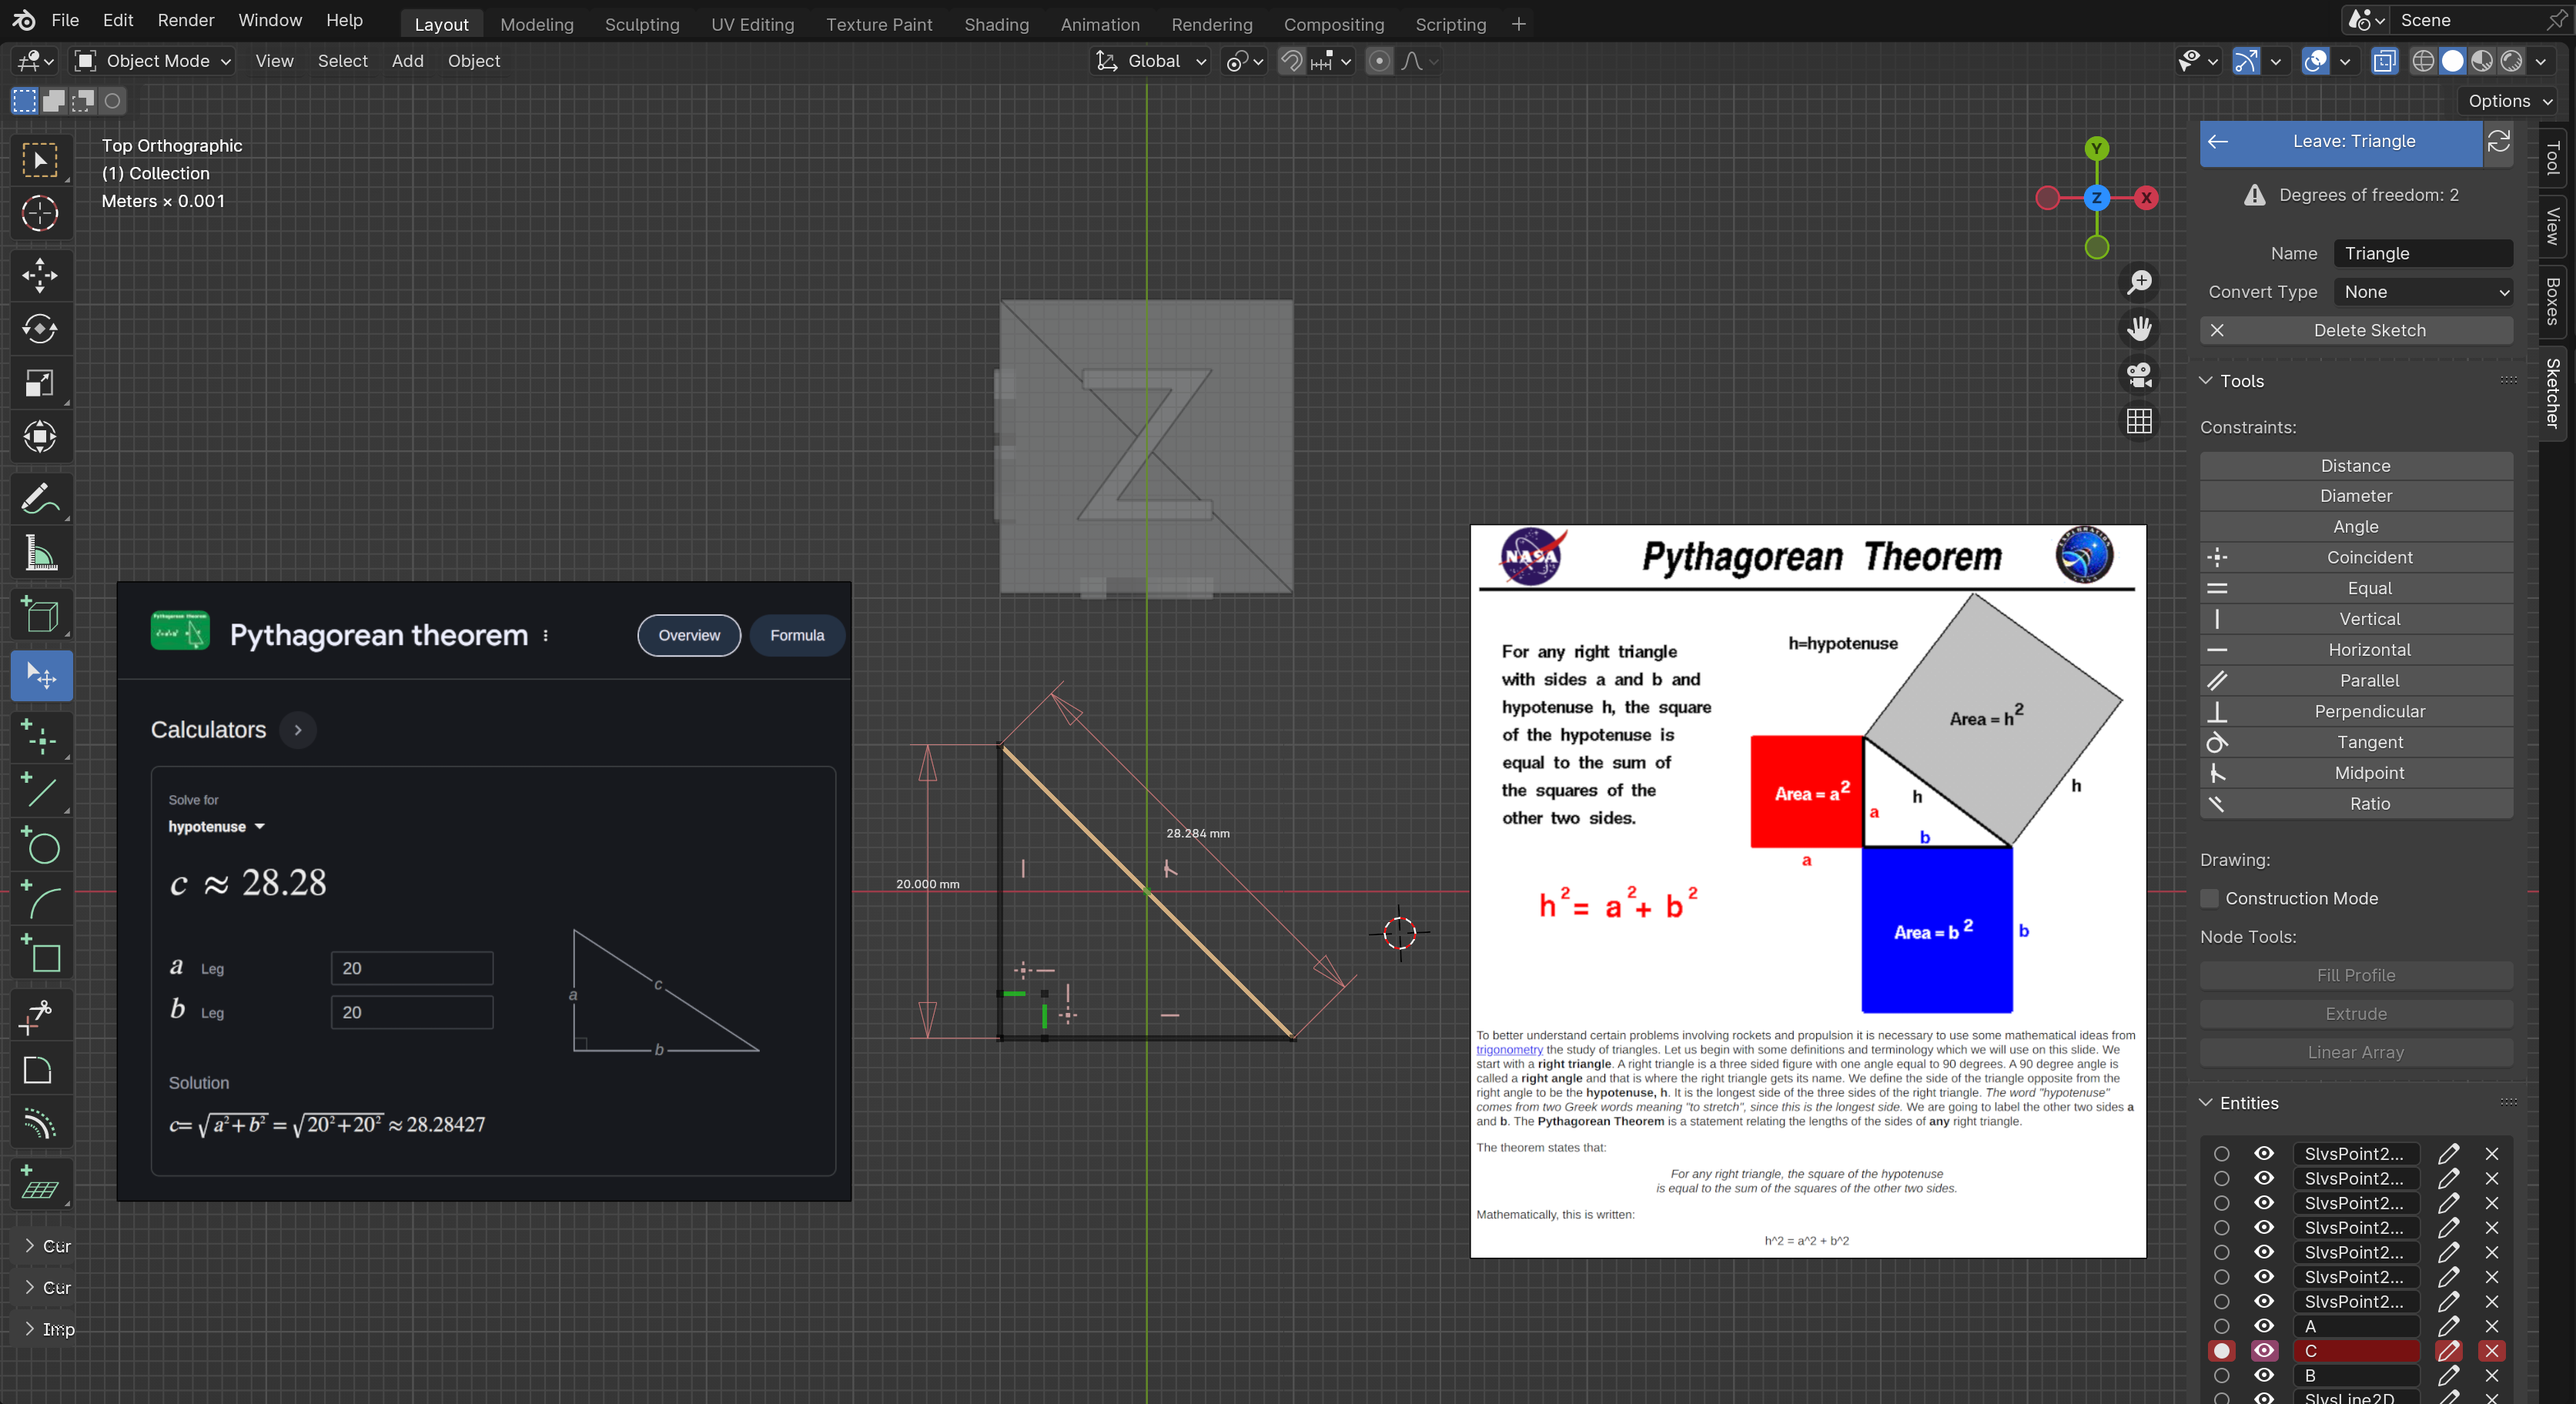 File Edit Render Window Help Layout Modeling Sculpting UV Editing Texture Paint Shading Animation Rendering Compositing Scripting + Scene
Object Mode View Select Add Object Global
Options
Top Orthographic
(1) Collection
Meters × 0.001
Y
Z X
Leave: Triangle
Degrees of freedom: 2
Name Triangle
Convert Type None
Delete Sketch
Tools
Constraints:
Distance
Diameter
Angle
Coincident
Equal
Vertical
Horizontal
Parallel
Perpendicular
Tangent
Midpoint
Ratio
Drawing:
Construction Mode
Node Tools:
Fill Profile
Extrude
Linear Array
Entities
SlvsPoint2...
SlvsPoint2...
SlvsPoint2...
SlvsPoint2...
SlvsPoint2...
SlvsPoint2...
SlvsPoint2...
A
C
B
SlvsLine2D
Tool
View
Boxes
Sketcher
Z
Pythagorean theorem
Overview Formula
Calculators
Solve for
hypotenuse
c ≈ 28.28
a Leg 20
b Leg 20
a
c
b
Solution
c= √a²+b² = √20²+20² ≈ 28.28427
28.284 mm
20.000 mm
NASA
Pythagorean Theorem
For any right triangle
with sides a and b and
hypotenuse h, the square
of the hypotenuse is
equal to the sum of
the squares of the
other two sides.
h² = a² + b²
h=hypotenuse
Area = h²
h
Area = a²
a
h
b
a
Area = b²
b
To better understand certain problems involving rockets and propulsion it is necessary to use some mathematical ideas from
trigonometry the study of triangles. Let us begin with some definitions and terminology which we will use on this slide. We
start with a right triangle. A right triangle is a three sided figure with one angle equal to 90 degrees. A 90 degree angle is
called a right angle and that is where the right triangle gets its name. We define the side of the triangle opposite from the
right angle to be the hypotenuse, h. It is the longest side of the three sides of the right triangle. The word "hypotenuse"
comes from two Greek words meaning "to stretch", since this is the longest side. We are going to label the other two sides a
and b. The Pythagorean Theorem is a statement relating the lengths of the sides of any right triangle.
The theorem states that:
For any right triangle, the square of the hypotenuse
is equal to the sum of the squares of the other two sides.
Mathematically, this is written:
h^2 = a^2 + b^2
Cur
Cur
Imp